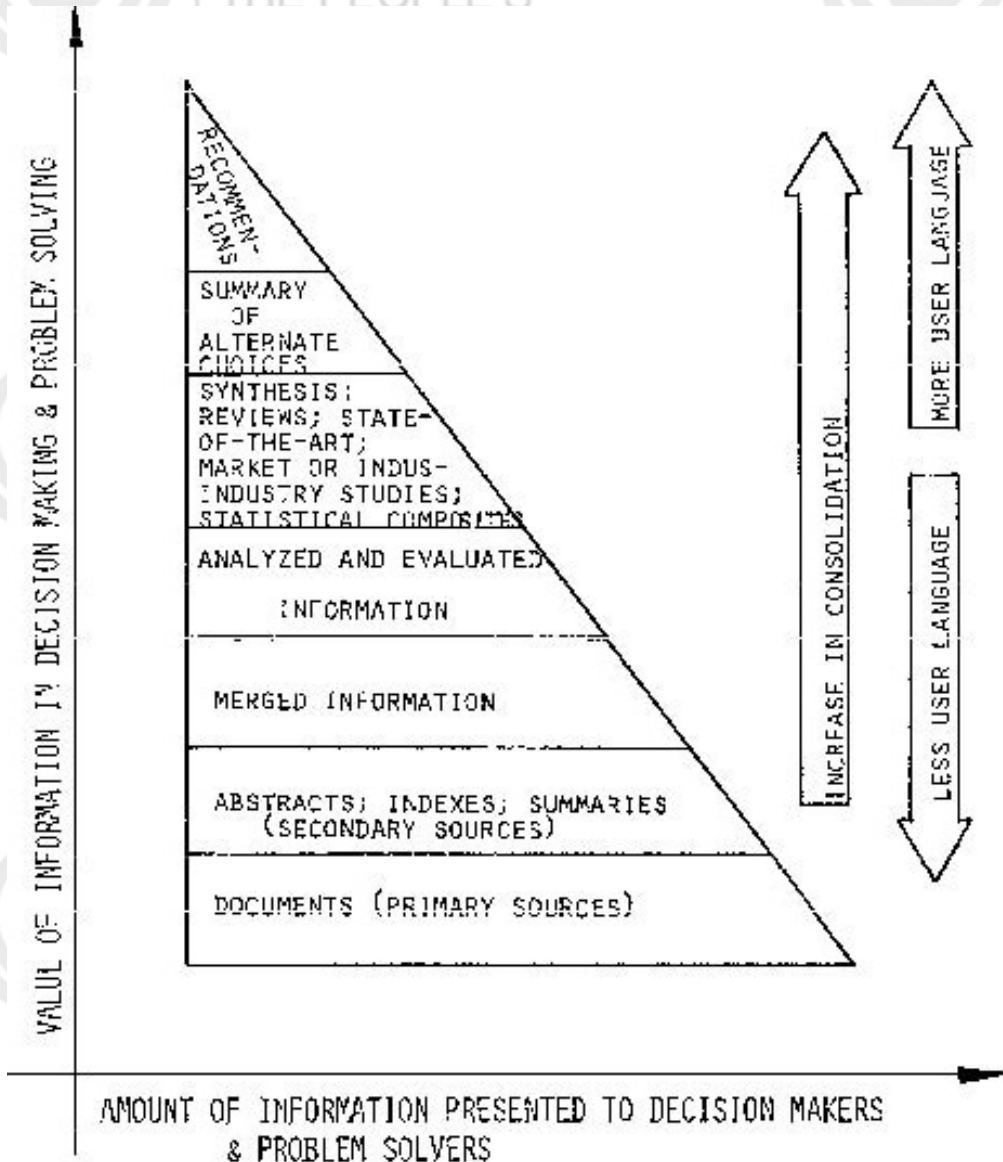 THE PEOPLE'S
VALUE OF INFORMATION IN DECISION MAKING & PROBLEM SOLVING
RECOMMEN-
DATIONS
SUMMARY
OF
ALTERNATE
CHOICES
SYNTHESIS;
REVIEWS; STATE-
OF-THE-ART;
MARKET OR INDUS-
INDUSTRY STUDIES;
STATISTICAL COMPOSITES
ANALYZED AND EVALUATED
INFORMATION
MERGED INFORMATION
ABSTRACTS; INDEXES; SUMMARIES
(SECONDARY SOURCES)
DOCUMENTS (PRIMARY SOURCES)
INCREASE IN CONSOLIDATION
MORE USER LANGUAGE
LESS USER LANGUAGE
AMOUNT OF INFORMATION PRESENTED TO DECISION MAKERS
& PROBLEM SOLVERS